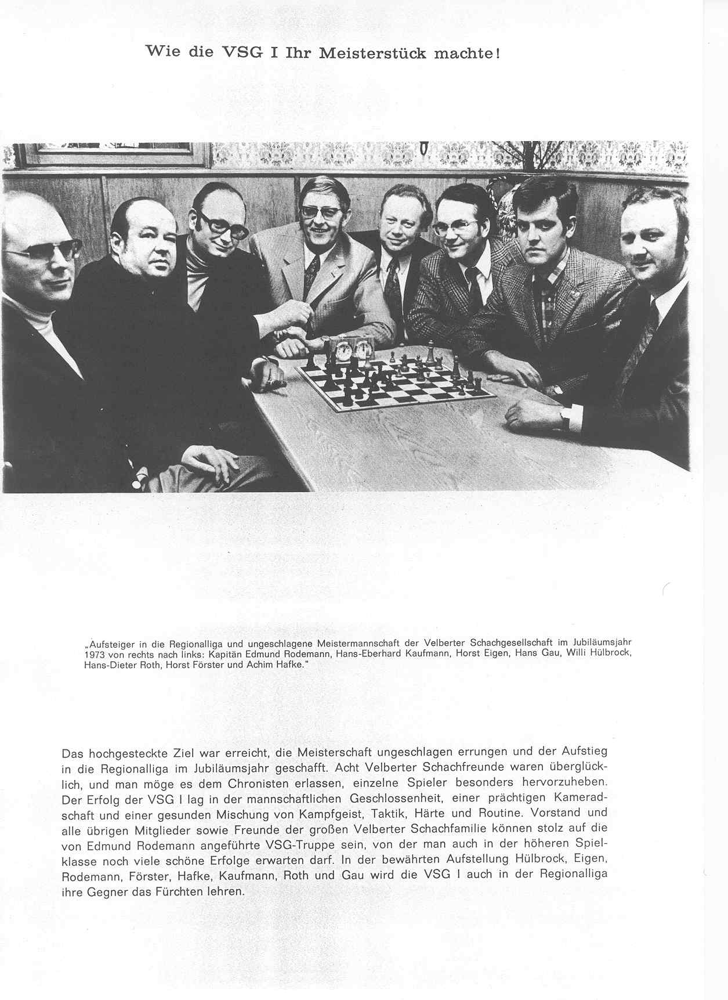 Wie die VSG I Ihr Meisterstück machte!
„Aufsteiger in die Regionalliga und ungeschlagene Meistermannschaft der Velberter Schachgesellschaft im Jubiläumsjahr
1973 von rechts nach links: Kapitän Edmund Rodemann, Hans-Eberhard Kaufmann, Horst Eigen, Hans Gau, Willi Hülbrock,
Hans-Dieter Roth, Horst Förster und Achim Hafke.“
Das hochgesteckte Ziel war erreicht, die Meisterschaft ungeschlagen errungen und der Aufstieg
in die Regionalliga im Jubiläumsjahr geschafft. Acht Velberter Schachfreunde waren überglück-
lich, und man möge es dem Chronisten erlassen, einzelne Spieler besonders hervorzuheben.
Der Erfolg der VSG I lag in der mannschaftlichen Geschlossenheit, einer prächtigen Kamerad-
schaft und einer gesunden Mischung von Kampfgeist, Taktik, Härte und Routine. Vorstand und
alle übrigen Mitglieder sowie Freunde der großen Velberter Schachfamilie können stolz auf die
von Edmund Rodemann angeführte VSG-Truppe sein, von der man auch in der höheren Spiel-
klasse noch viele schöne Erfolge erwarten darf. In der bewährten Aufstellung Hülbrock, Eigen,
Rodemann, Förster, Hafke, Kaufmann, Roth und Gau wird die VSG I auch in der Regionalliga
ihre Gegner das Fürchten lehren.